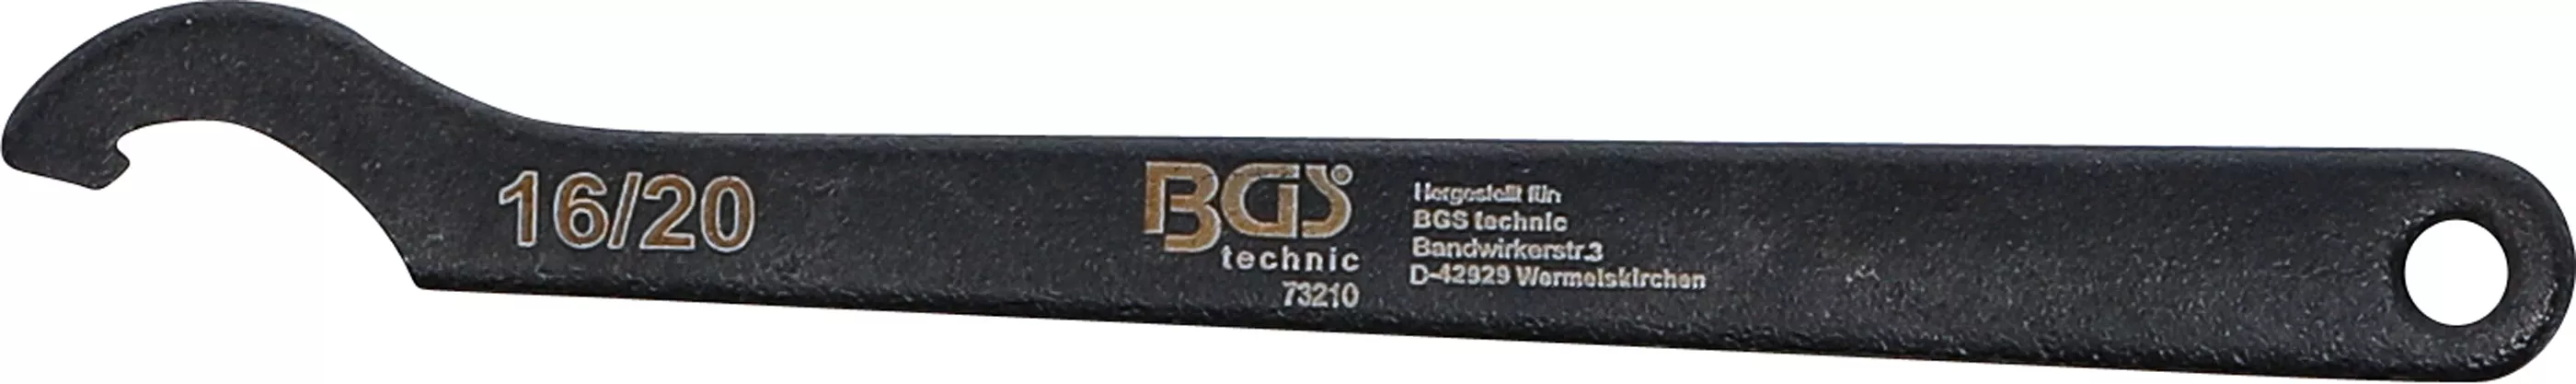 16/20
BGS®
technic
73210
Hergestellt für
BGS technic
Bandwirkerstr.3
D-42929 Wermelskirchen